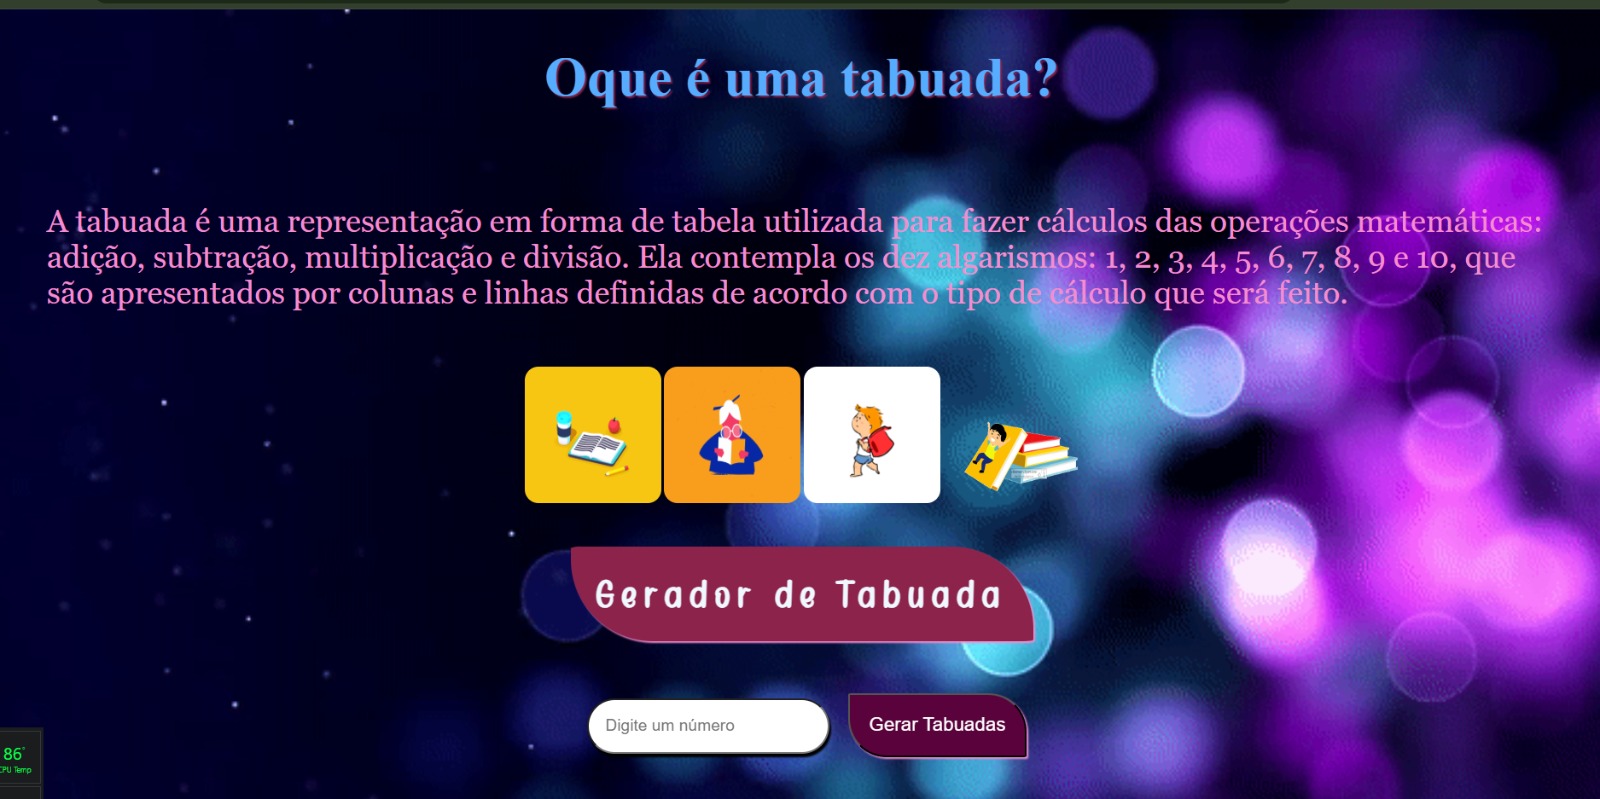 Oque é uma tabuada?
A tabuada é uma representação em forma de tabela utilizada para fazer cálculos das operações matemáticas:
adição, subtração, multiplicação e divisão. Ela contempla os dez algarismos: 1, 2, 3, 4, 5, 6, 7, 8, 9 e 10, que
são apresentados por colunas e linhas definidas de acordo com o tipo de cálculo que será feito.
Gerador de Tabuada
Digite um número
Gerar Tabuadas
86°
CPU Temp